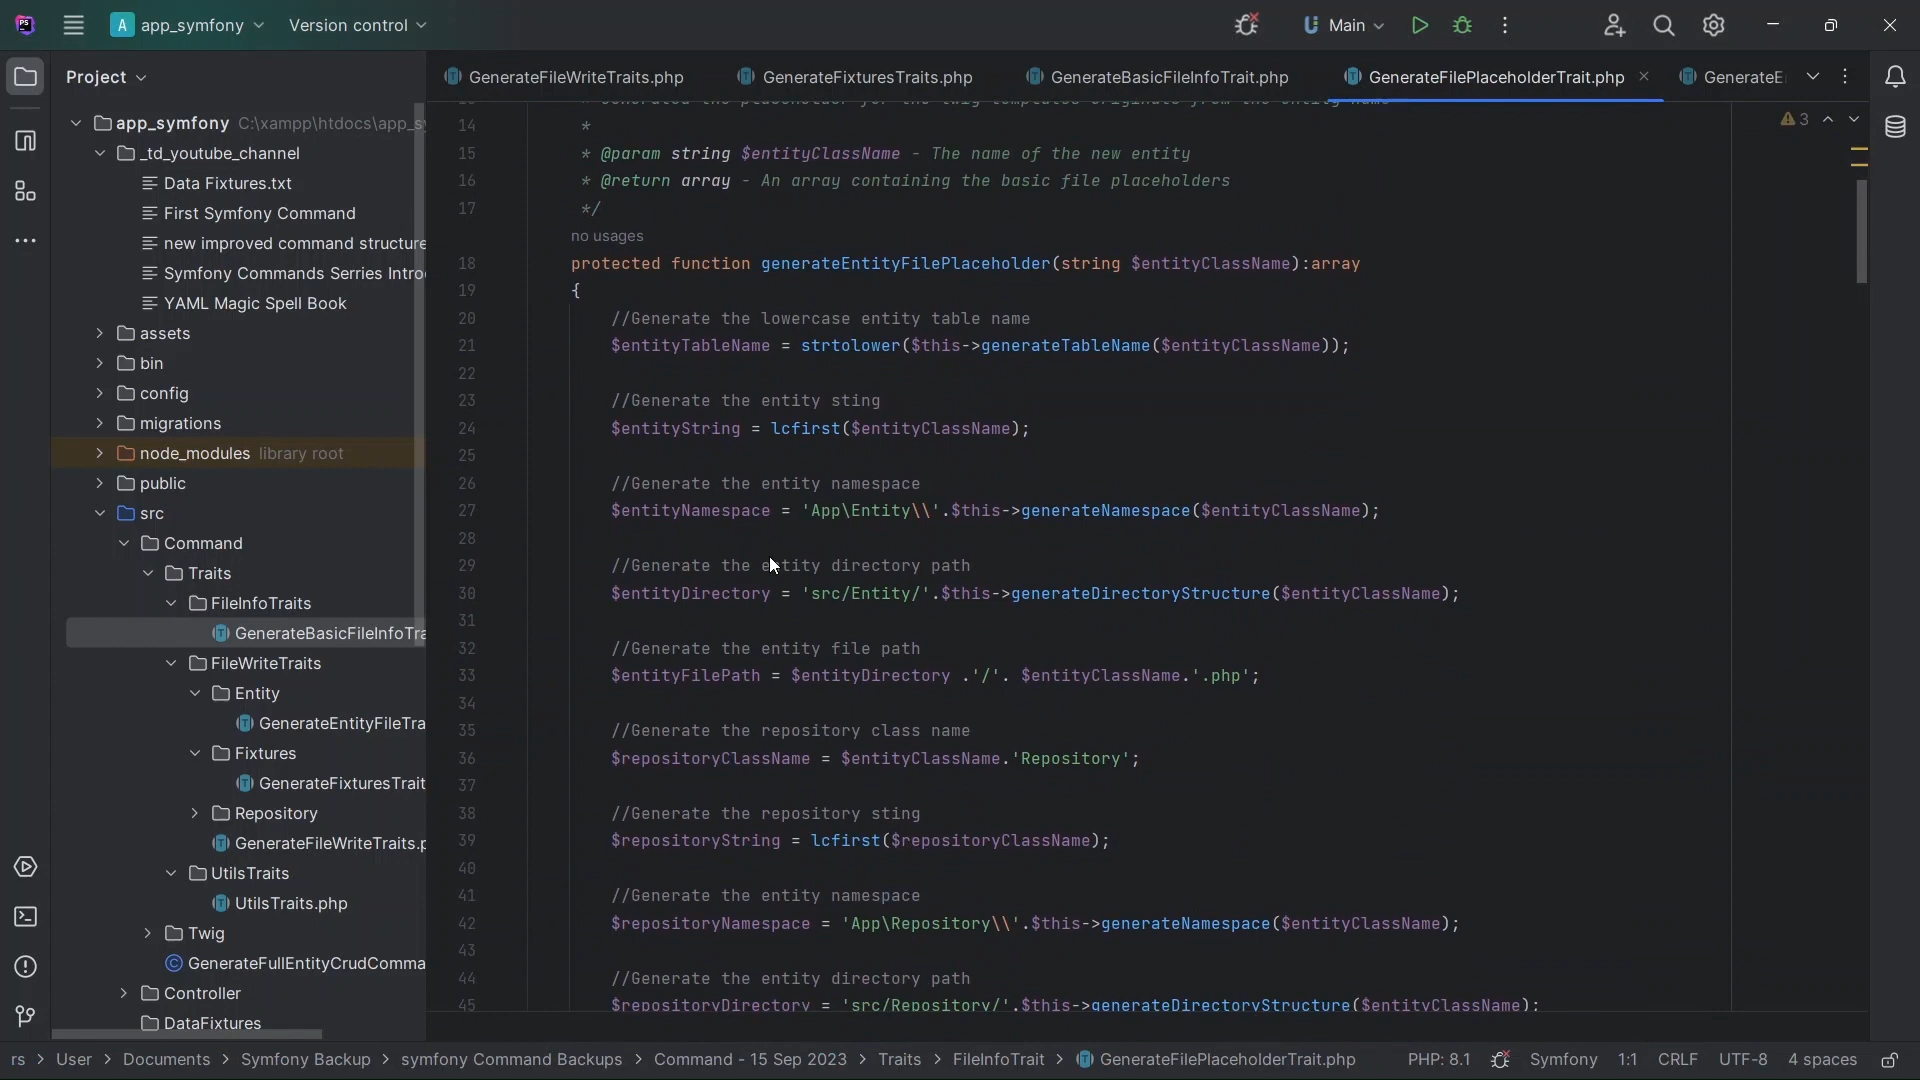 PS
A app_symfony
Version control
Main
Project
GenerateFileWriteTraits.php
GenerateFixturesTraits.php
GenerateBasicFileInfoTrait.php
GenerateFilePlaceholderTrait.php
GenerateE
app_symfony C:\xampp\htdocs\app_sy
_td_youtube_channel
Data Fixtures.txt
First Symfony Command
new improved command structure
Symfony Commands Serries Intro
YAML Magic Spell Book
assets
bin
config
migrations
node_modules library root
public
src
Command
Traits
FileInfoTraits
GenerateBasicFileInfoTra
FileWriteTraits
Entity
GenerateEntityFileTra
Fixtures
GenerateFixturesTrait
Repository
GenerateFileWriteTraits.p
UtilsTraits
UtilsTraits.php
Twig
GenerateFullEntityCrudComma
Controller
DataFixtures
3
14 *
15 * @param string $entityClassName - The name of the new entity
16 * @return array - An array containing the basic file placeholders
17 */
no usages
18 protected function generateEntityFilePlaceholder(string $entityClassName):array
19 {
20 //Generate the lowercase entity table name
21 $entityTableName = strtolower($this->generateTableName($entityClassName));
22
23 //Generate the entity sting
24 $entityString = lcfirst($entityClassName);
25
26 //Generate the entity namespace
27 $entityNamespace = 'App\Entity\\'.$this->generateNamespace($entityClassName);
28
29 //Generate the entity directory path
30 $entityDirectory = 'src/Entity/'.$this->generateDirectoryStructure($entityClassName);
31
32 //Generate the entity file path
33 $entityFilePath = $entityDirectory .'/'. $entityClassName.'.php';
34
35 //Generate the repository class name
36 $repositoryClassName = $entityClassName.'Repository';
37
38 //Generate the repository sting
39 $repositoryString = lcfirst($repositoryClassName);
40
41 //Generate the entity namespace
42 $repositoryNamespace = 'App\Repository\\'.$this->generateNamespace($entityClassName);
43
44 //Generate the entity directory path
45 $repositoryDirectory = 'src/Repository/'.$this->generateDirectoryStructure($entityClassName);
rs > User > Documents > Symfony Backup > symfony Command Backups > Command - 15 Sep 2023 > Traits > FileInfoTrait > GenerateFilePlaceholderTrait.php
PHP: 8.1 Symfony 1:1 CRLF UTF-8 4 spaces